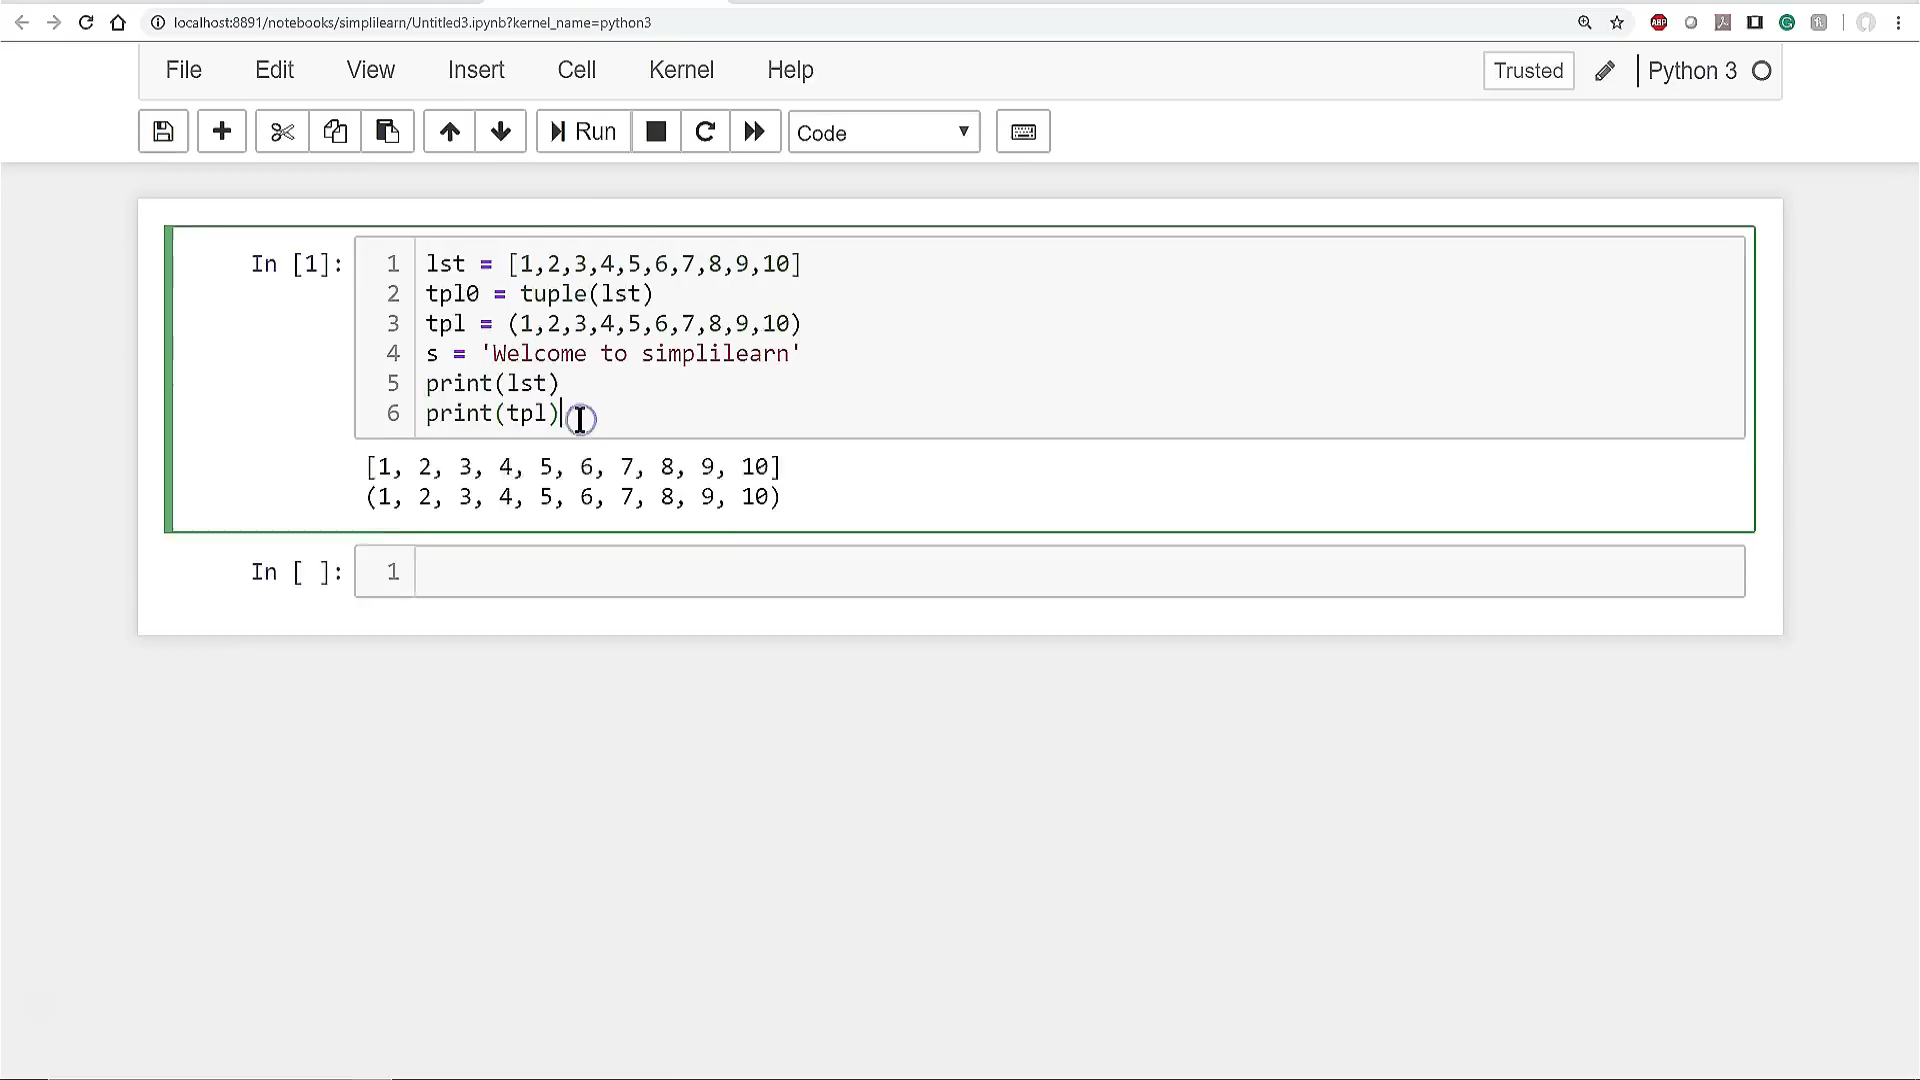 localhost:8891/notebooks/simplilearn/Untitled3.ipynb?kernel_name=python3
ABP
File Edit View Insert Cell Kernel Help Trusted Python 3
Run Code
In [1]:
1 lst = [1,2,3,4,5,6,7,8,9,10]
2 tpl0 = tuple(lst)
3 tpl = (1,2,3,4,5,6,7,8,9,10)
4 s = 'Welcome to simplilearn'
5 print(lst)
6 print(tpl)
[1, 2, 3, 4, 5, 6, 7, 8, 9, 10]
(1, 2, 3, 4, 5, 6, 7, 8, 9, 10)
In [ ]: 1